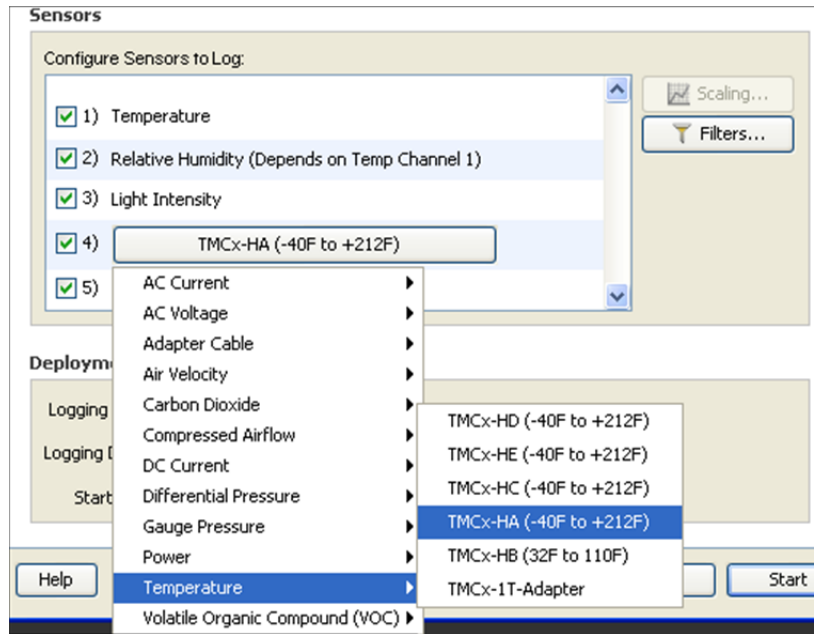 Sensors
Configure Sensors to Log:
1) Temperature
2) Relative Humidity (Depends on Temp Channel 1)
3) Light Intensity
4) TMCx-HA (-40F to +212F)
5)
Scaling...
Filters...
AC Current
AC Voltage
Adapter Cable
Air Velocity
Carbon Dioxide
Compressed Airflow
DC Current
Differential Pressure
Gauge Pressure
Power
Temperature
Volatile Organic Compound (VOC)
TMCx-HD (-40F to +212F)
TMCx-HE (-40F to +212F)
TMCx-HC (-40F to +212F)
TMCx-HA (-40F to +212F)
TMCx-HB (32F to 110F)
TMCx-1T-Adapter
Deploym
Logging
Logging
Start
Help
Start